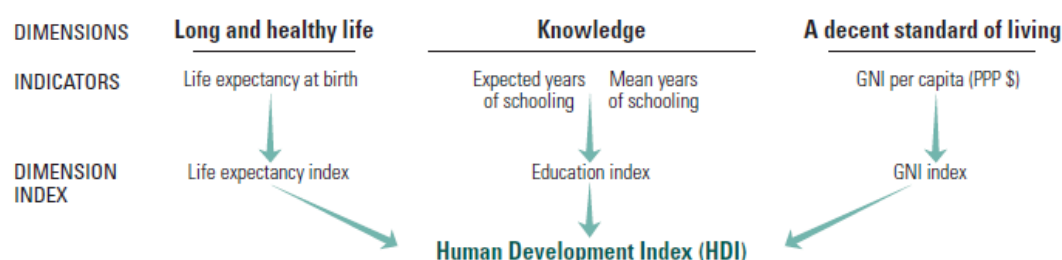 DIMENSIONS Long and healthy life Knowledge A decent standard of living
INDICATORS Life expectancy at birth Expected years Mean years GNI per capita (PPP $)
of schooling of schooling
DIMENSION Life expectancy index Education index GNI index
INDEX
Human Development Index (HDI)